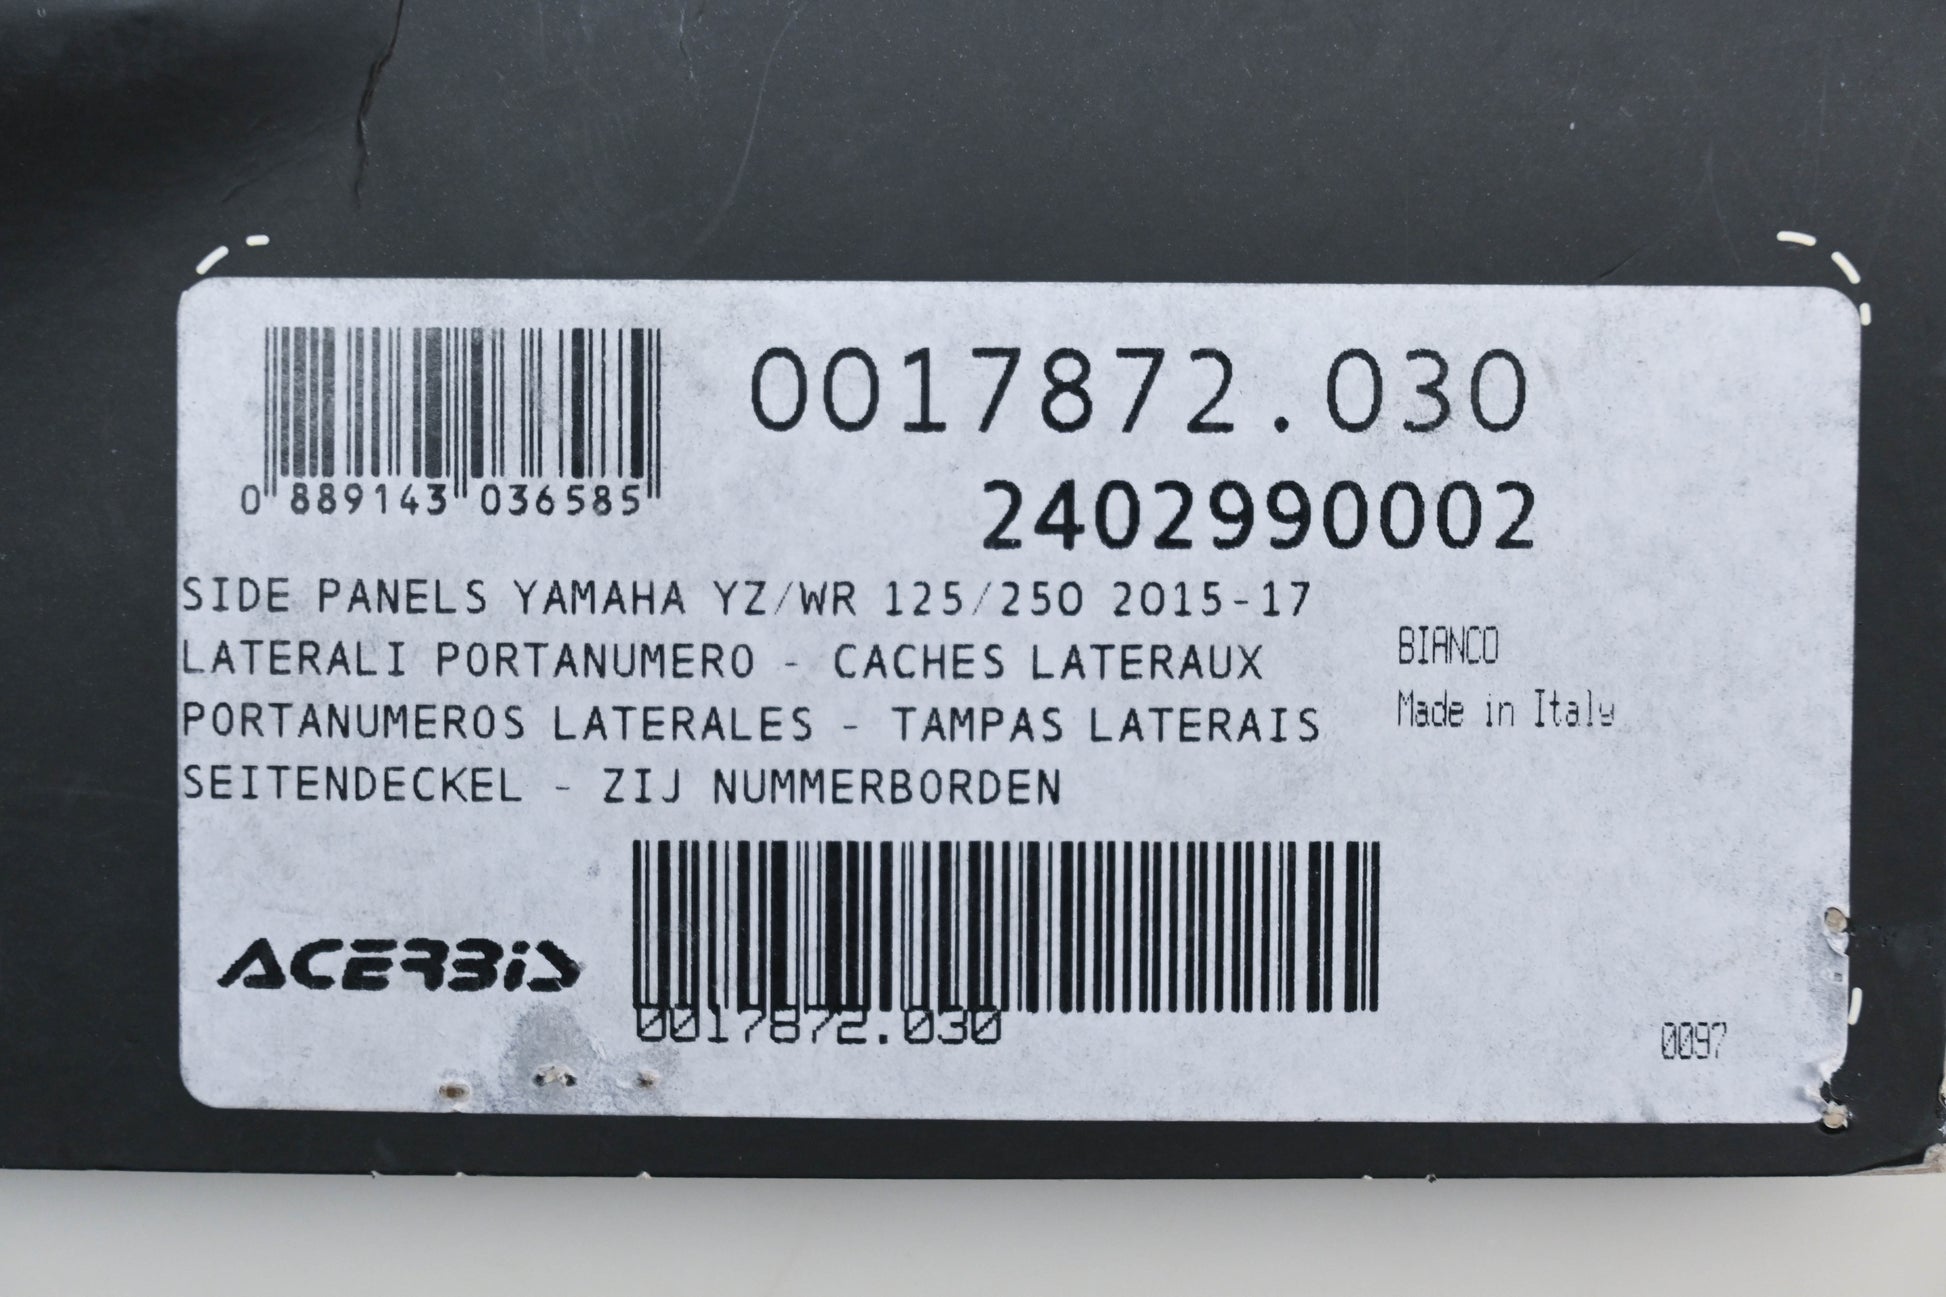 0017872.030
0 889143 036585
2402990002
SIDE PANELS YAMAHA YZ/WR 125/250 2015-17
LATERALI PORTANUMERO - CACHES LATERAUX
BIANCO
PORTANUMEROS LATERALES - TAMPAS LATERAIS
Made in Italy
SEITENDECKEL - ZIJ NUMMERBORDEN
ACERBIS
0017872.030
0097